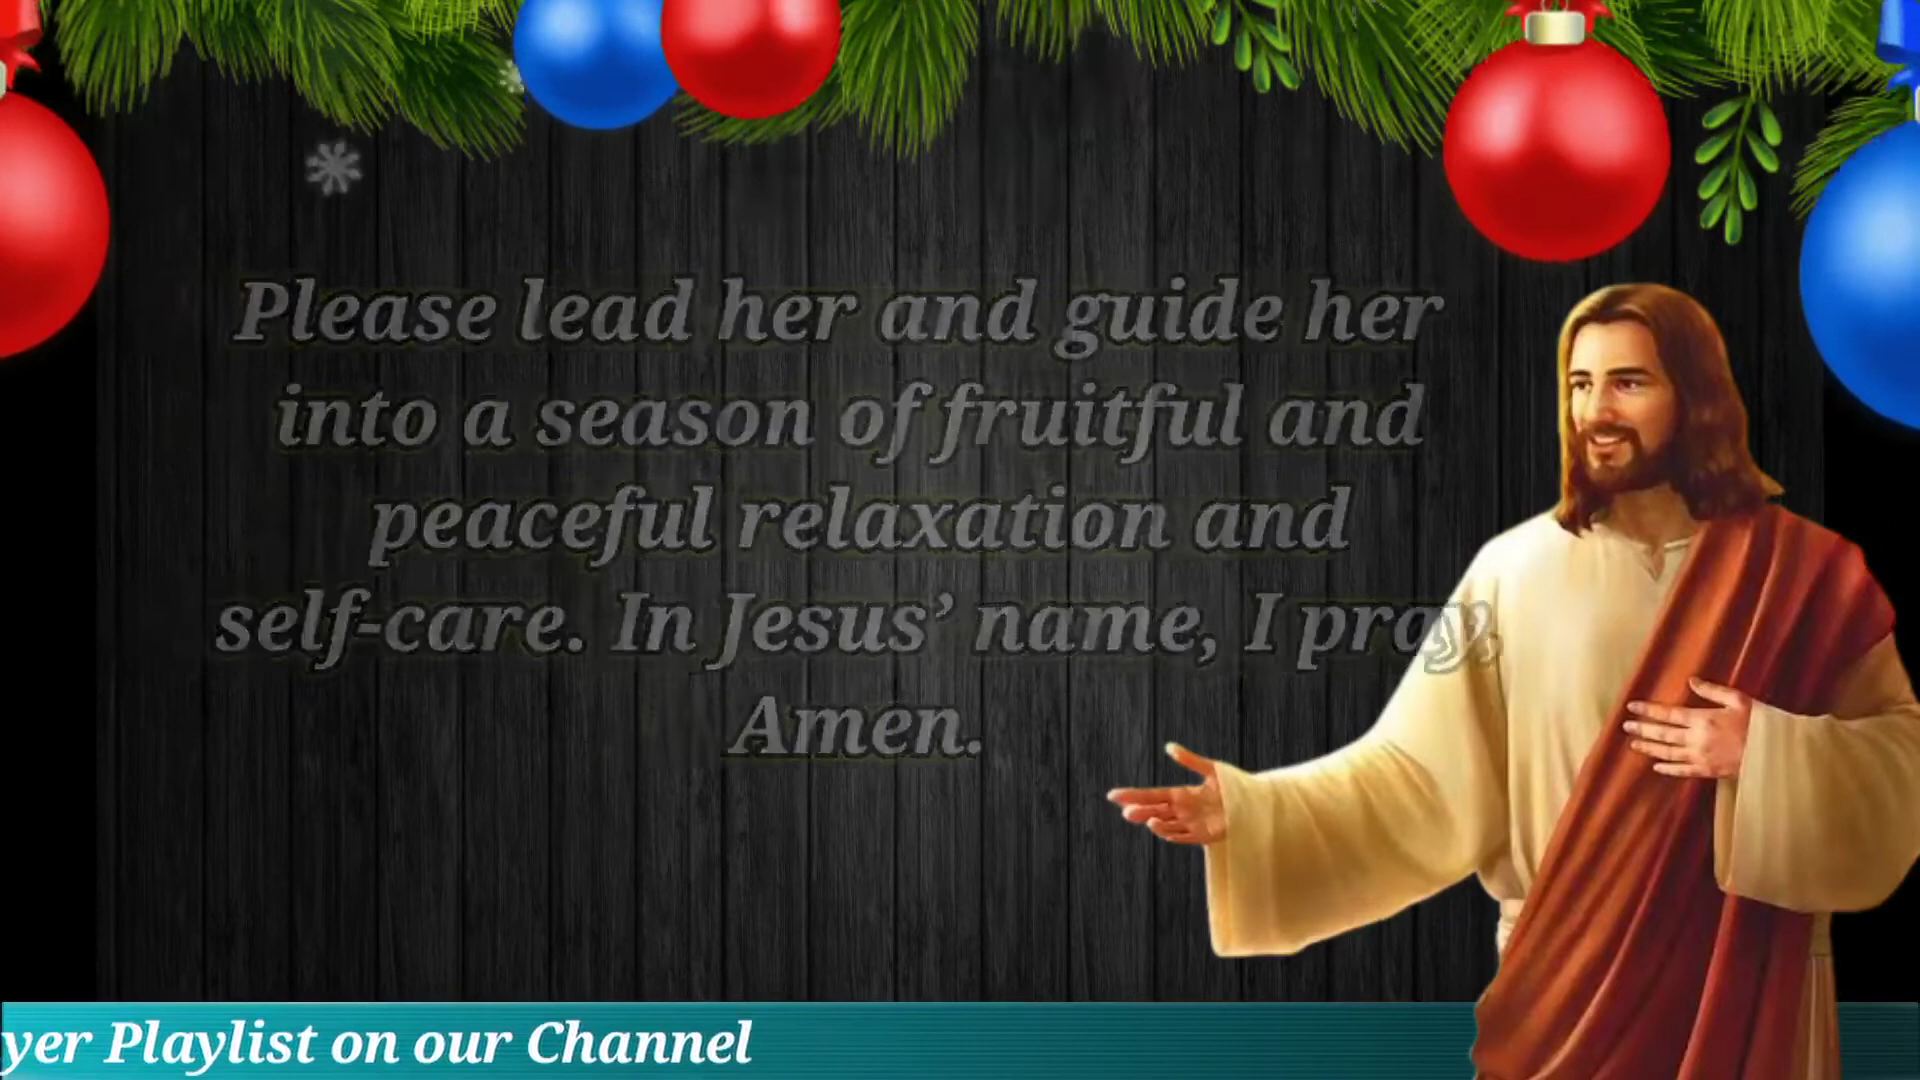 Please lead her and guide her
into a season of fruitful and
peaceful relaxation and
self-care. In Jesus’ name, I pray,
Amen.
yer Playlist on our Channel